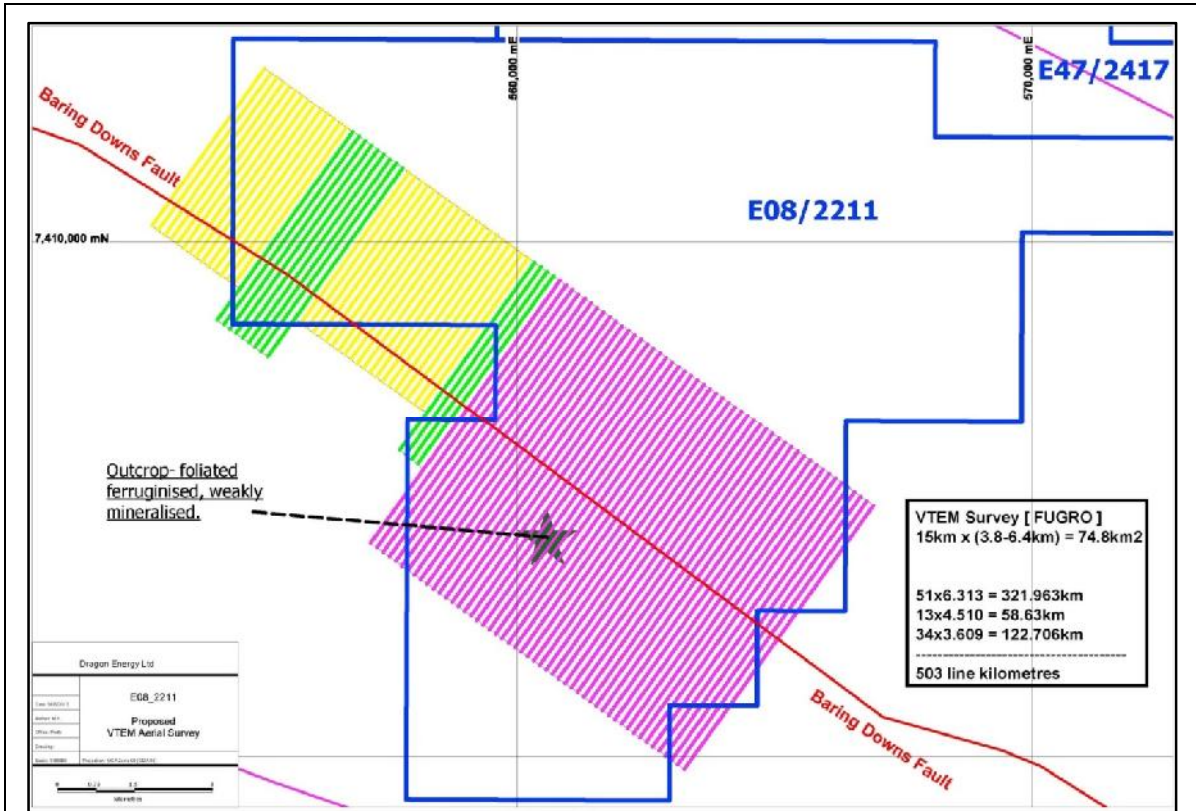 560,000 mE
570,000 mE
E47/2417
Baring Downs Fault
E08/2211
7,410,000 mN
Outcrop- foliated
ferruginised, weakly
mineralised.
VTEM Survey [ FUGRO ]
15km x (3.8-6.4km) = 74.8km2
51x6.313 = 321.963km
13x4.510 = 58.63km
34x3.609 = 122.706km
503 line kilometres
Baring Downs Fault
Dragon Energy Ltd
E08_2211
Proposed
VTEM Aerial Survey